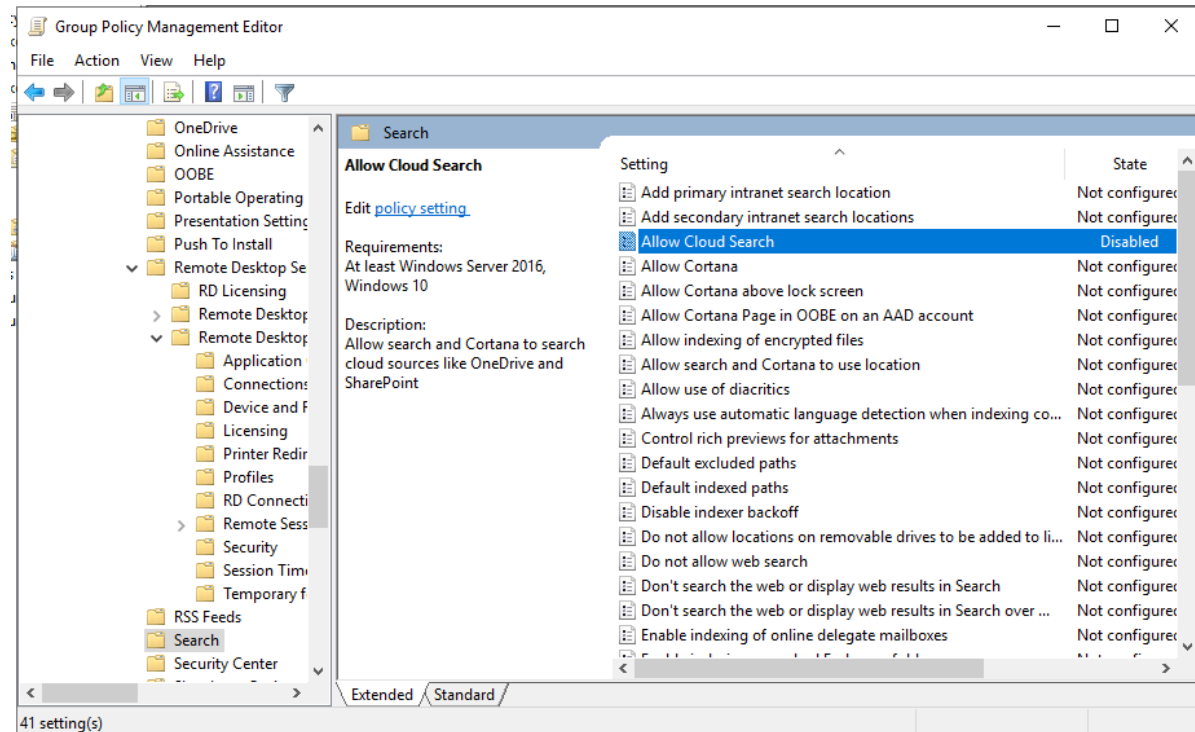 Group Policy Management Editor
File Action View Help
OneDrive
Online Assistance
OOBE
Portable Operating
Presentation Setting
Push To Install
Remote Desktop Se
RD Licensing
Remote Desktop
Remote Desktop
Application
Connections
Device and R
Licensing
Printer Redir
Profiles
RD Connecti
Remote Sess
Security
Session Time
Temporary f
RSS Feeds
Search
Security Center
Search
Allow Cloud Search
Edit policy setting
Requirements:
At least Windows Server 2016,
Windows 10
Description:
Allow search and Cortana to search
cloud sources like OneDrive and
SharePoint
Setting State
Add primary intranet search location Not configured
Add secondary intranet search locations Not configured
Allow Cloud Search Disabled
Allow Cortana Not configured
Allow Cortana above lock screen Not configured
Allow Cortana Page in OOBE on an AAD account Not configured
Allow indexing of encrypted files Not configured
Allow search and Cortana to use location Not configured
Allow use of diacritics Not configured
Always use automatic language detection when indexing co... Not configured
Control rich previews for attachments Not configured
Default excluded paths Not configured
Default indexed paths Not configured
Disable indexer backoff Not configured
Do not allow locations on removable drives to be added to li... Not configured
Do not allow web search Not configured
Don't search the web or display web results in Search Not configured
Don't search the web or display web results in Search over ... Not configured
Enable indexing of online delegate mailboxes Not configured
Extended Standard
41 setting(s)